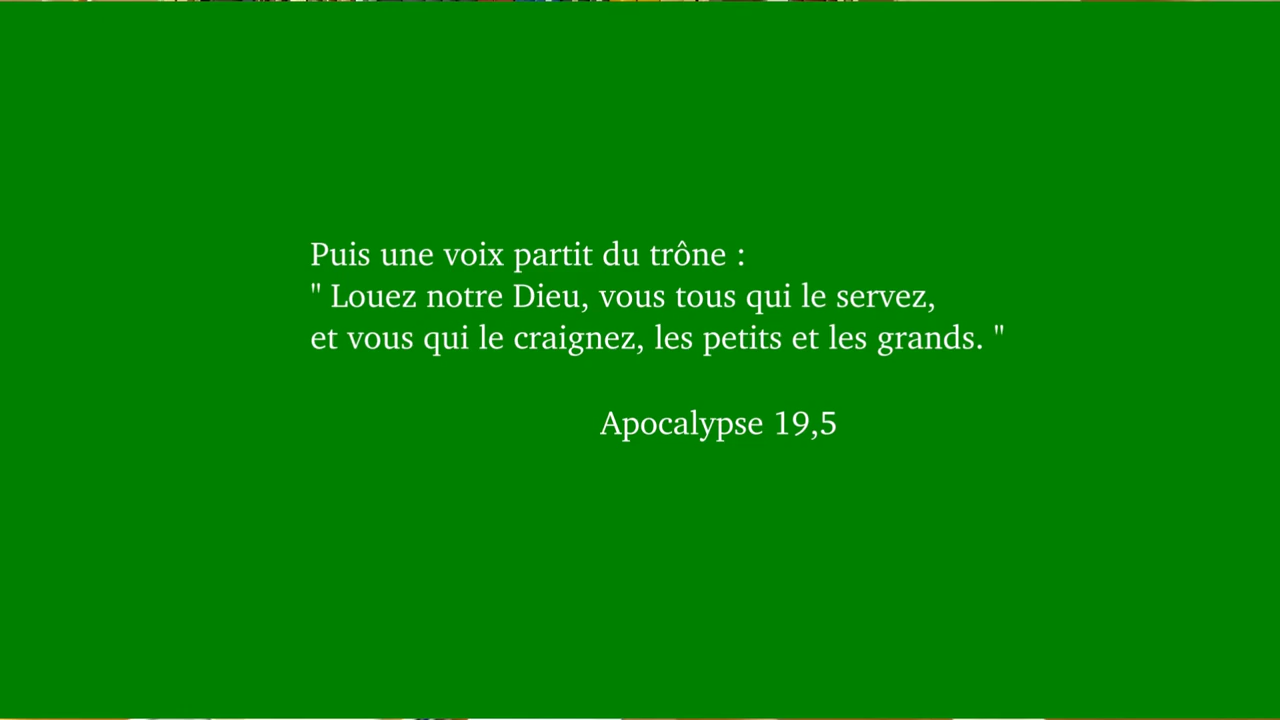 Puis une voix partit du trône :
" Louez notre Dieu, vous tous qui le servez,
et vous qui le craignez, les petits et les grands. "
Apocalypse 19,5